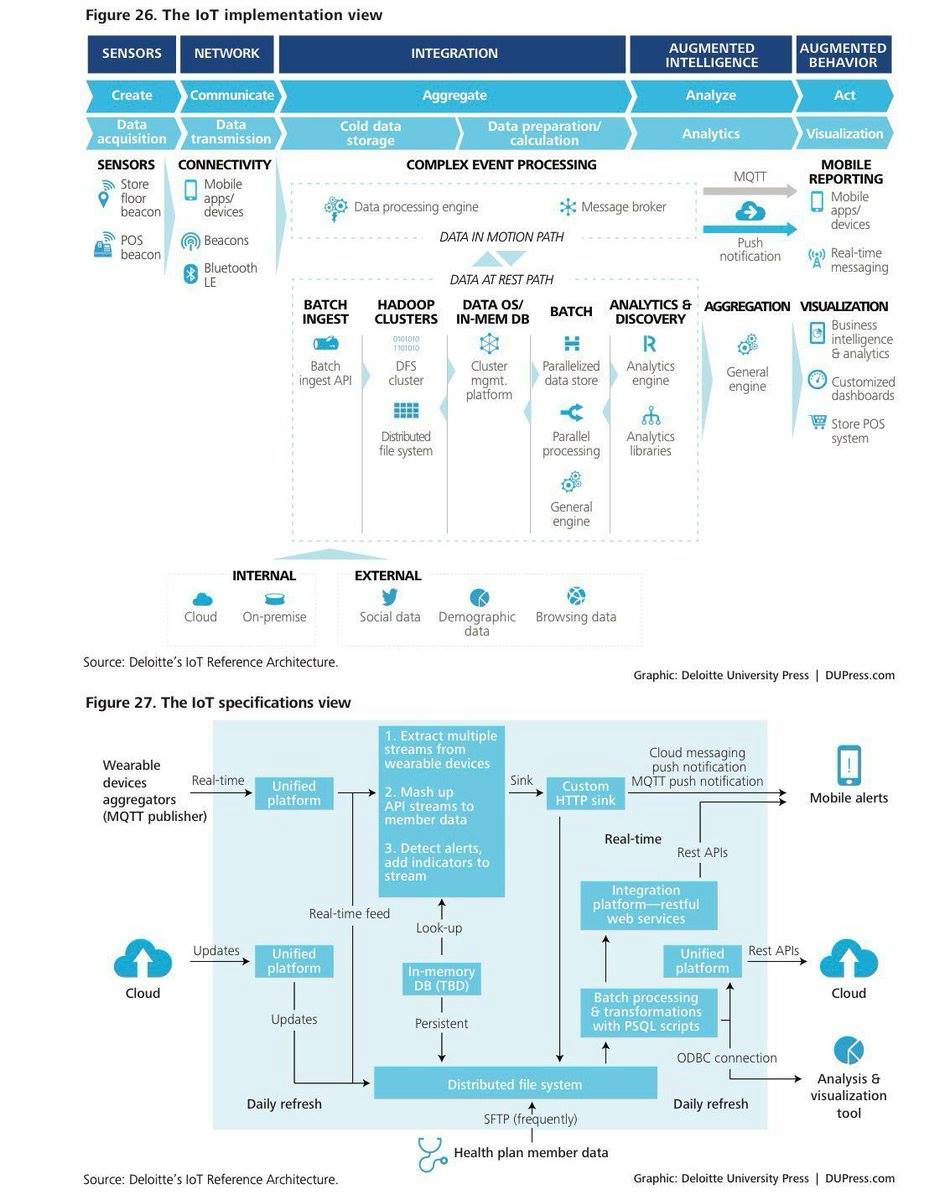 Figure 26. The IoT implementation view
SENSORS
NETWORK
INTEGRATION
AUGMENTED
INTELLIGENCE
AUGMENTED
BEHAVIOR
Create
Communicate
Aggregate
Analyze
Act
Data
acquisition
Data
transmission
Cold data
storage
Data preparation/
calculation
Analytics
Visualization
SENSORS
Store
floor
beacon
POS
beacon
CONNECTIVITY
Mobile
apps/
devices
Beacons
Bluetooth
LE
COMPLEX EVENT PROCESSING
Data processing engine
Message broker
DATA IN MOTION PATH
DATA AT REST PATH
MQTT
Push
notification
MOBILE
REPORTING
Mobile
apps/
devices
Real-time
messaging
BATCH
INGEST
Batch
ingest API
HADOOP
CLUSTERS
0101010
1101010
DFS
cluster
Distributed
file system
DATA OS/
IN-MEM DB
Cluster
mgmt.
platform
BATCH
Parallelized
data store
Parallel
processing
General
engine
ANALYTICS &
DISCOVERY
R
Analytics
engine
Analytics
libraries
AGGREGATION
General
engine
VISUALIZATION
Business
intelligence
& analytics
Customized
dashboards
Store POS
system
INTERNAL
Cloud
On-premise
EXTERNAL
Social data
Demographic
data
Browsing data
Source: Deloitte's IoT Reference Architecture.
Graphic: Deloitte University Press | DUPress.com
Figure 27. The IoT specifications view
Wearable
devices
aggregators
(MQTT publisher)
Real-time
Unified
platform
1. Extract multiple
streams from
wearable devices
2. Mash up
API streams to
member data
3. Detect alerts,
add indicators to
stream
Sink
Custom
HTTP sink
Cloud messaging
push notification
MQTT push notification
!
Mobile alerts
Real-time
Rest APIs
Integration
platform—restful
web services
Real-time feed
Look-up
Cloud
Updates
Unified
platform
In-memory
DB (TBD)
Unified
platform
Rest APIs
Cloud
Updates
Persistent
Batch processing
& transformations
with PSQL scripts
ODBC connection
Distributed file system
Analysis &
visualization
tool
Daily refresh
Daily refresh
SFTP (frequently)
Health plan member data
Source: Deloitte's IoT Reference Architecture.
Graphic: Deloitte University Press | DUPress.com